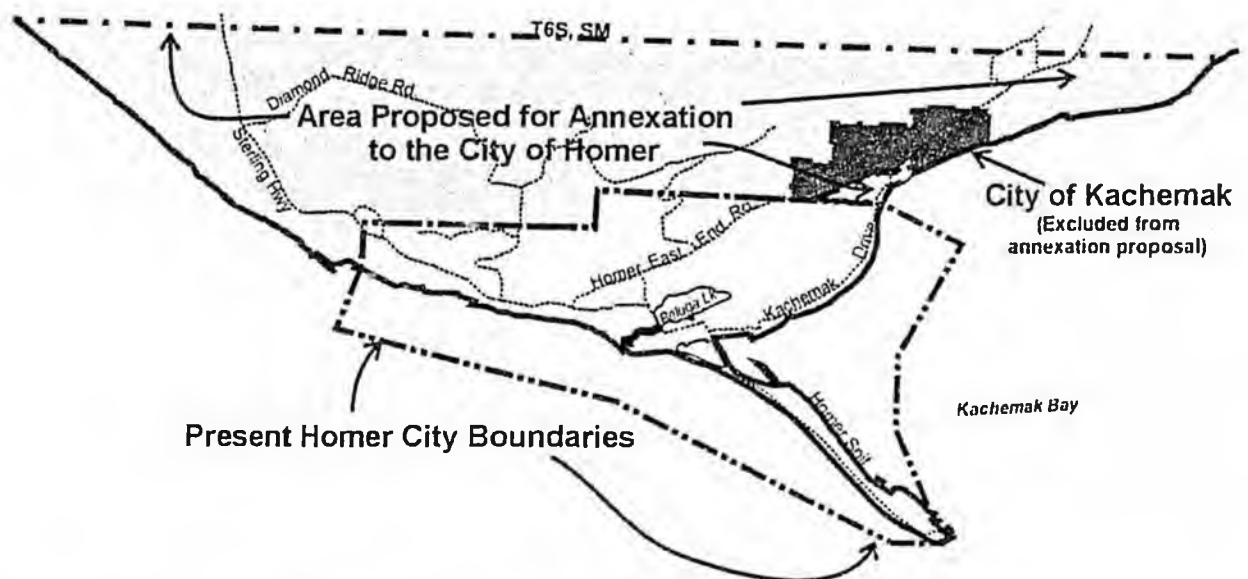 T6S, SM
Diamond Ridge Rd
Area Proposed for Annexation
to the City of Homer
Sterling Hwy
City of Kachemak
(Excluded from
annexation proposal)
Homer East End Rd
Kachemak Drive
Beluga Lk
Kachemak Bay
Homer Spit
Present Homer City Boundaries